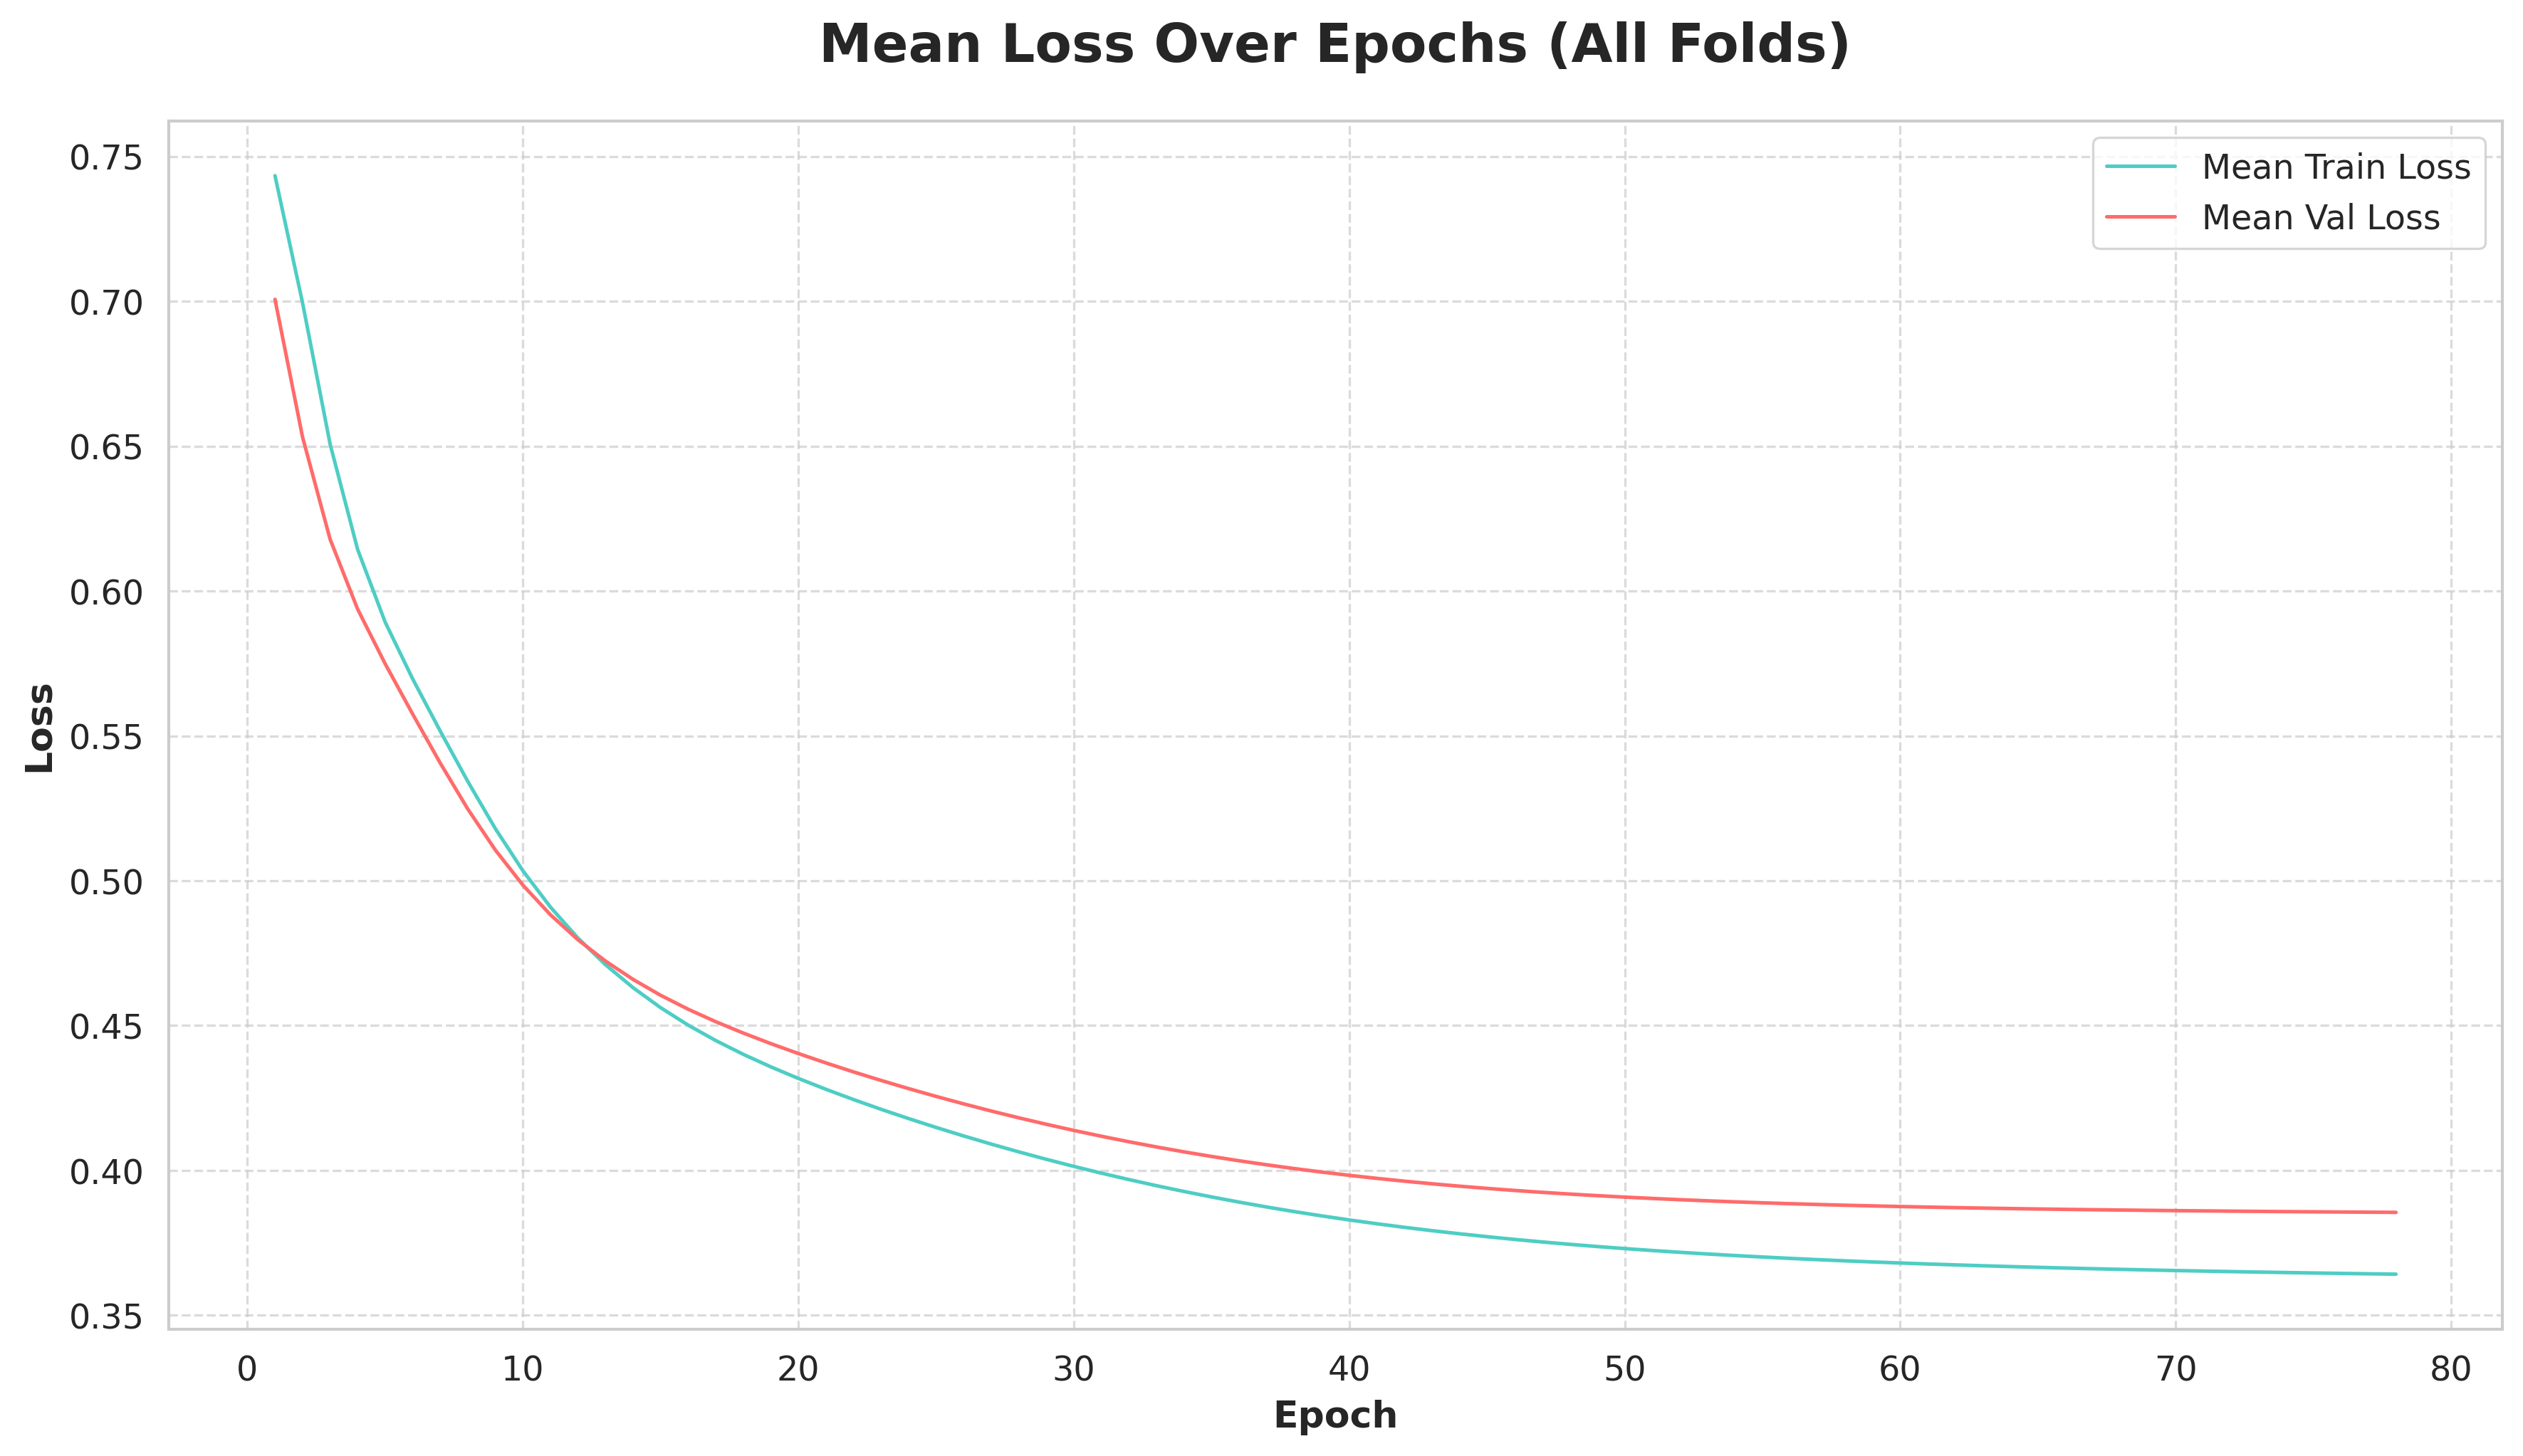 Mean Loss Over Epochs (All Folds)
Mean Train Loss
Mean Val Loss
0.75
0.70
0.65
0.60
0.55
0.50
0.45
0.40
0.35
Loss
0 10 20 30 40 50 60 70 80
Epoch